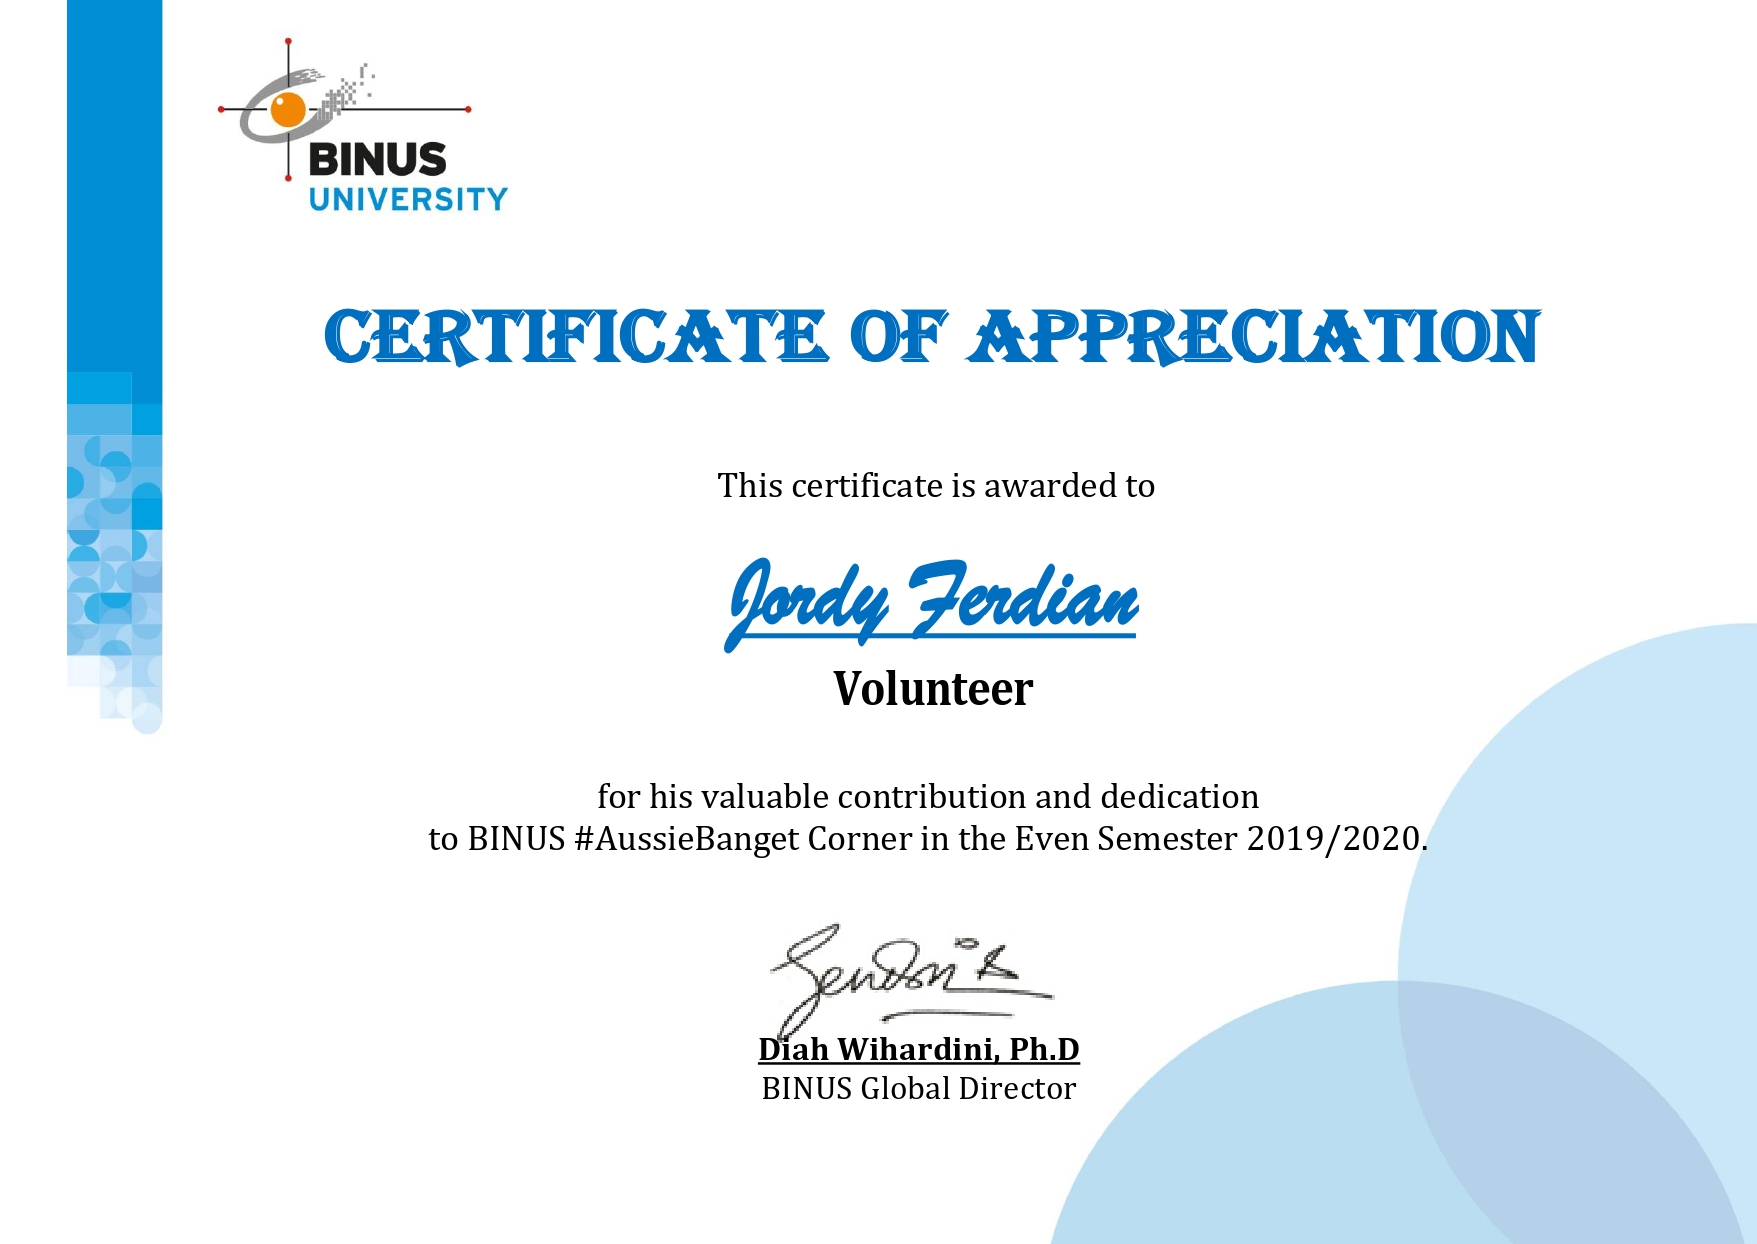 BINUS
UNIVERSITY
CERTIFICATE OF APPRECIATION
This certificate is awarded to
Jordy Ferdian
Volunteer
for his valuable contribution and dedication
to BINUS #AussieBanget Corner in the Even Semester 2019/2020.
Diah Wihardini, Ph.D
BINUS Global Director